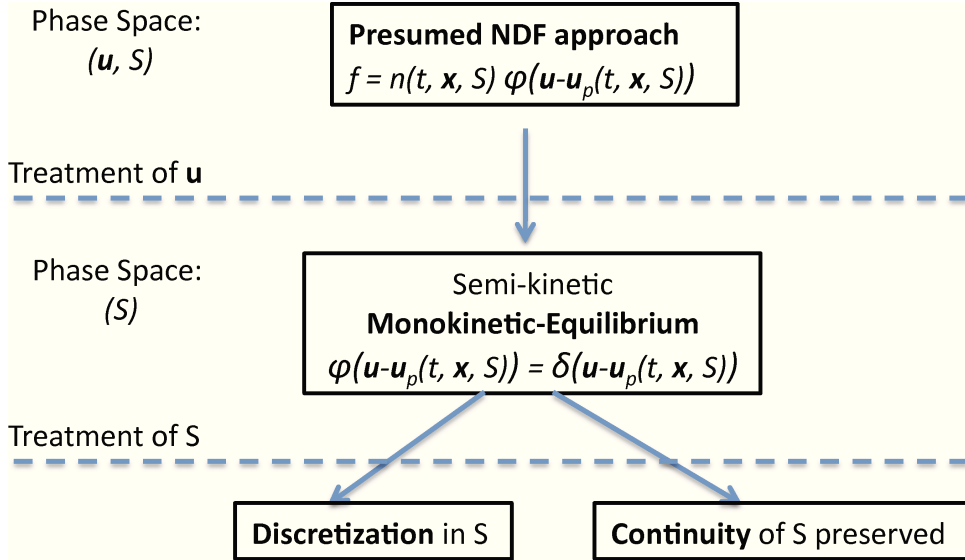 Phase Space:
(u, S)
Presumed NDF approach
f = n(t, x, S) φ(u-uₚ(t, x, S))
Treatment of u
Phase Space:
(S)
Semi-kinetic
Monokinetic-Equilibrium
φ(u-uₚ(t, x, S)) = δ(u-uₚ(t, x, S))
Treatment of S
Discretization in S
Continuity of S preserved